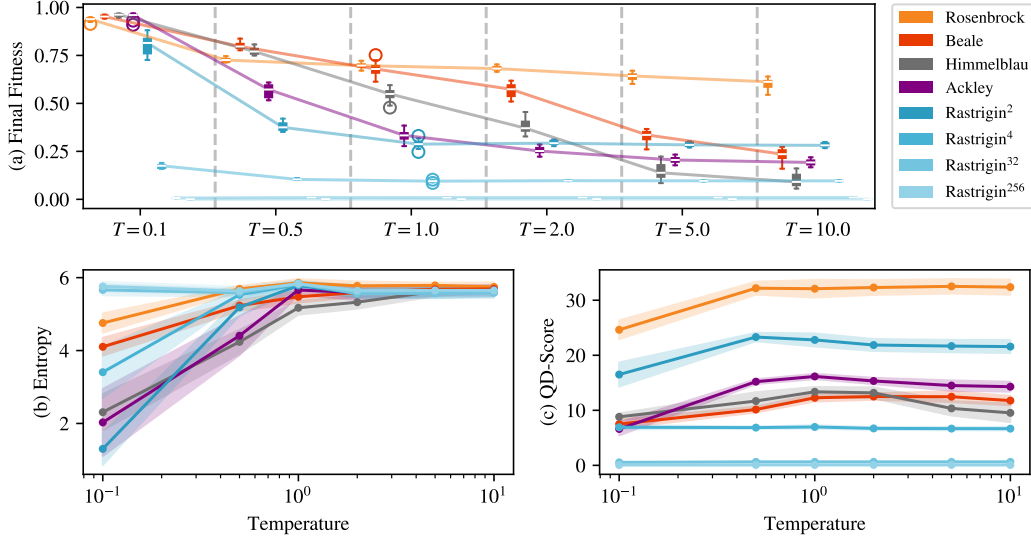 (a) Final Fitness
1.00
0.75
0.50
0.25
0.00
T = 0.1
T = 0.5
T = 1.0
T = 2.0
T = 5.0
T = 10.0
Rosenbrock
Beale
Himmelblau
Ackley
Rastrigin²
Rastrigin⁴
Rastrigin³²
Rastrigin²⁵⁶
(b) Entropy
6
4
2
10⁻¹
10⁰
10¹
Temperature
(c) QD-Score
30
20
10
0
10⁻¹
10⁰
10¹
Temperature